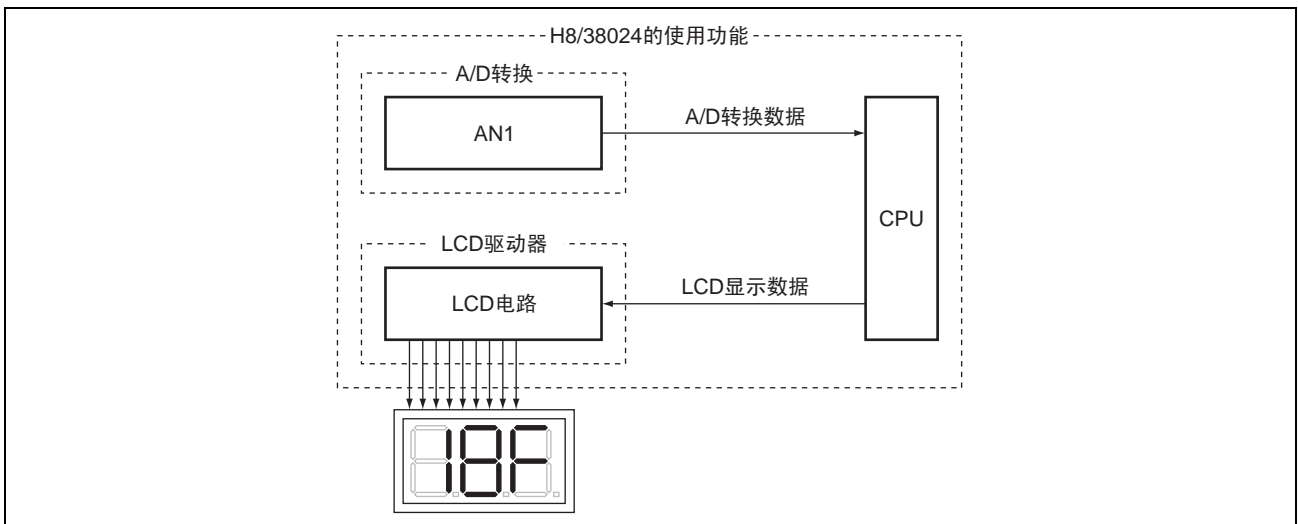 H8/38024的使用功能
A/D转换
AN1
A/D转换数据
CPU
LCD驱动器
LCD电路
LCD显示数据
18F